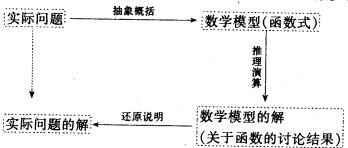 实际问题
抽象概括
数学模型(函数式)
推理演算
实际问题的解
还原说明
数学模型的解
(关于函数的讨论结果)